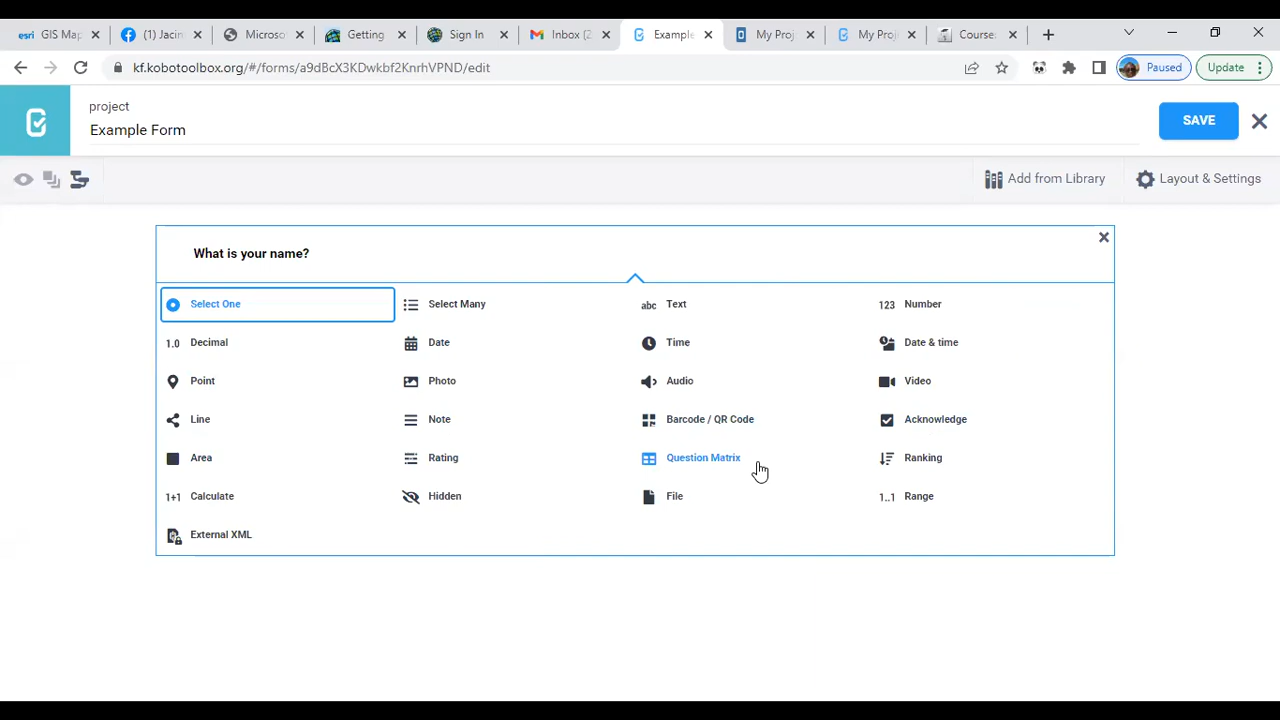 esri GIS Map
(1) Jacin
Microso
Getting
Sign In
Inbox (2
Example
My Proj
My Proj
Course
kf.kobotoolbox.org/#/forms/a9dBcX3KDwkbf2KnrhVPND/edit
Paused
Update
project
Example Form
SAVE
Add from Library
Layout & Settings
What is your name?
Select One
Select Many
abc Text
123 Number
1.0 Decimal
Date
Time
Date & time
Point
Photo
Audio
Video
Line
Note
Barcode / QR Code
Acknowledge
Area
Rating
Question Matrix
Ranking
1+1 Calculate
Hidden
File
1..1 Range
External XML